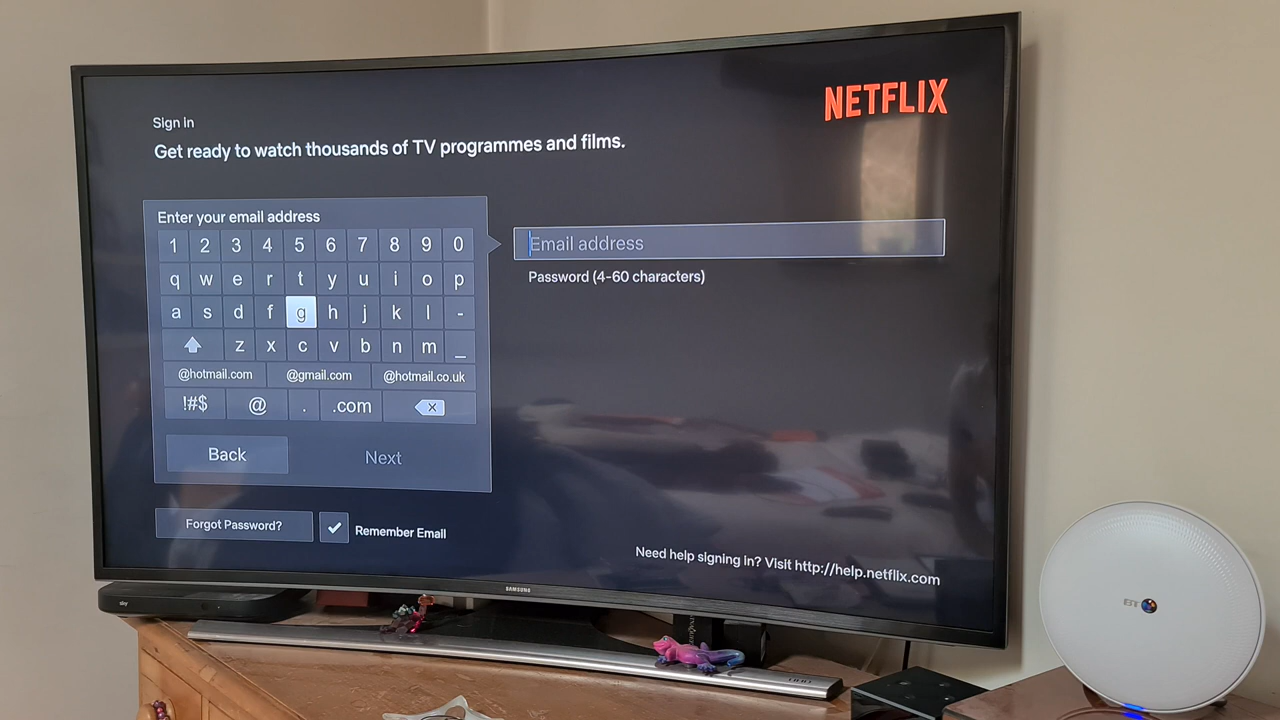 NETFLIX
Sign In
Get ready to watch thousands of TV programmes and films.
Enter your email address
1 2 3 4 5 6 7 8 9 0
q w e r t y u i o p
a s d f g h j k l -
z x c v b n m _
@hotmail.com @gmail.com @hotmail.co.uk
!#$ @ . .com
Back Next
Email address
Password (4-60 characters)
Forgot Password? Remember Email
Need help signing in? Visit http://help.netflix.com
SAMSUNG
sky
BT